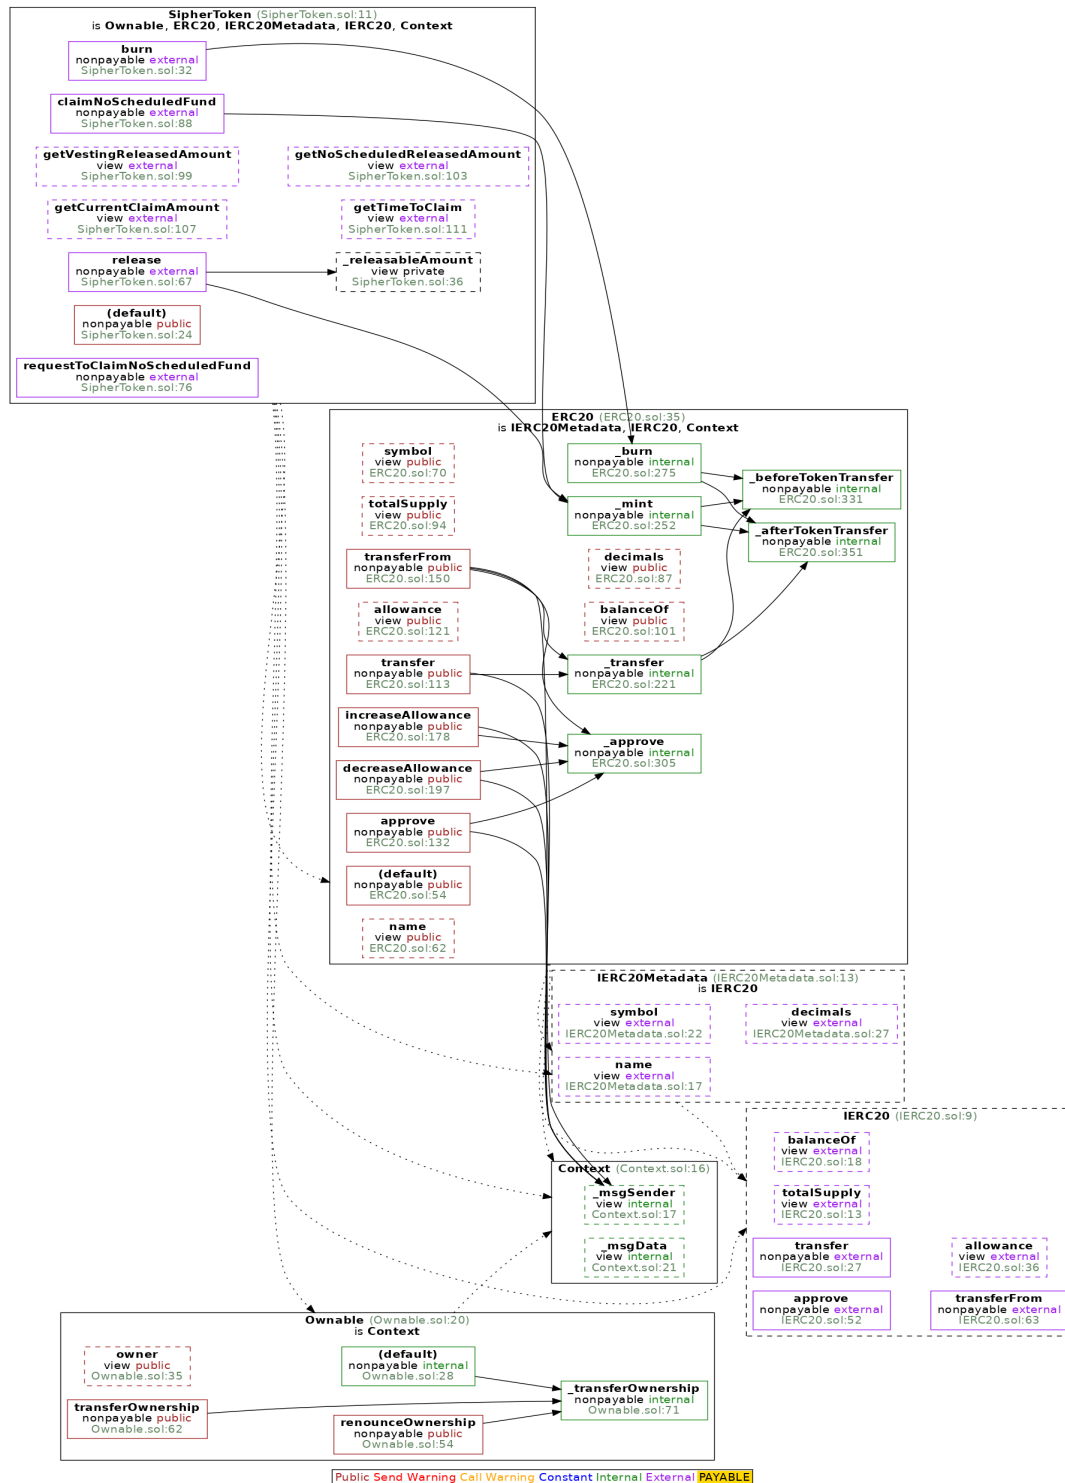 SipherToken (SipherToken.sol:11)
is Ownable, ERC20, IERC20Metadata, IERC20, Context
burn
nonpayable external
SipherToken.sol:32
claimNoScheduledFund
nonpayable external
SipherToken.sol:88
getVestingReleasedAmount
view external
SipherToken.sol:99
getNoScheduledReleasedAmount
view external
SipherToken.sol:103
getCurrentClaimAmount
view external
SipherToken.sol:107
getTimeToClaim
view external
SipherToken.sol:111
release
nonpayable external
SipherToken.sol:67
_releasableAmount
view private
SipherToken.sol:36
(default)
nonpayable public
SipherToken.sol:24
requestToClaimNoScheduledFund
nonpayable external
SipherToken.sol:76
ERC20 (ERC20.sol:35)
is IERC20Metadata, IERC20, Context
symbol
view public
ERC20.sol:70
_burn
nonpayable internal
ERC20.sol:275
_beforeTokenTransfer
nonpayable internal
ERC20.sol:331
totalSupply
view public
ERC20.sol:94
_mint
nonpayable internal
ERC20.sol:252
_afterTokenTransfer
nonpayable internal
ERC20.sol:351
transferFrom
nonpayable public
ERC20.sol:150
decimals
view public
ERC20.sol:87
allowance
view public
ERC20.sol:121
balanceOf
view public
ERC20.sol:101
transfer
nonpayable public
ERC20.sol:113
_transfer
nonpayable internal
ERC20.sol:221
increaseAllowance
nonpayable public
ERC20.sol:178
_approve
nonpayable internal
ERC20.sol:305
decreaseAllowance
nonpayable public
ERC20.sol:197
approve
nonpayable public
ERC20.sol:132
(default)
nonpayable public
ERC20.sol:54
name
view public
ERC20.sol:62
IERC20Metadata (IERC20Metadata.sol:13)
is IERC20
symbol
view external
IERC20Metadata.sol:22
decimals
view external
IERC20Metadata.sol:27
name
view external
IERC20Metadata.sol:17
IERC20 (IERC20.sol:9)
balanceOf
view external
IERC20.sol:18
totalSupply
view external
IERC20.sol:13
transfer
nonpayable external
IERC20.sol:27
allowance
view external
IERC20.sol:36
approve
nonpayable external
IERC20.sol:52
transferFrom
nonpayable external
IERC20.sol:63
Context (Context.sol:16)
_msgSender
view internal
Context.sol:17
_msgData
view internal
Context.sol:21
Ownable (Ownable.sol:20)
is Context
owner
view public
Ownable.sol:35
(default)
nonpayable internal
Ownable.sol:28
_transferOwnership
nonpayable internal
Ownable.sol:71
transferOwnership
nonpayable public
Ownable.sol:62
renounceOwnership
nonpayable public
Ownable.sol:54
Public Send Warning Call Warning Constant Internal External PAYABLE